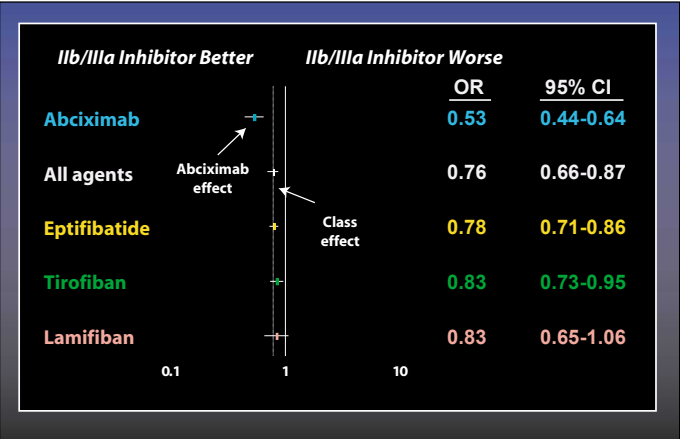 IIb/IIIa Inhibitor Better IIb/IIIa Inhibitor Worse
OR 95% CI
Abciximab 0.53 0.44-0.64
All agents 0.76 0.66-0.87
Abciximab
effect
Eptifibatide 0.78 0.71-0.86
Class
effect
Tirofiban 0.83 0.73-0.95
Lamifiban 0.83 0.65-1.06
0.1 1 10